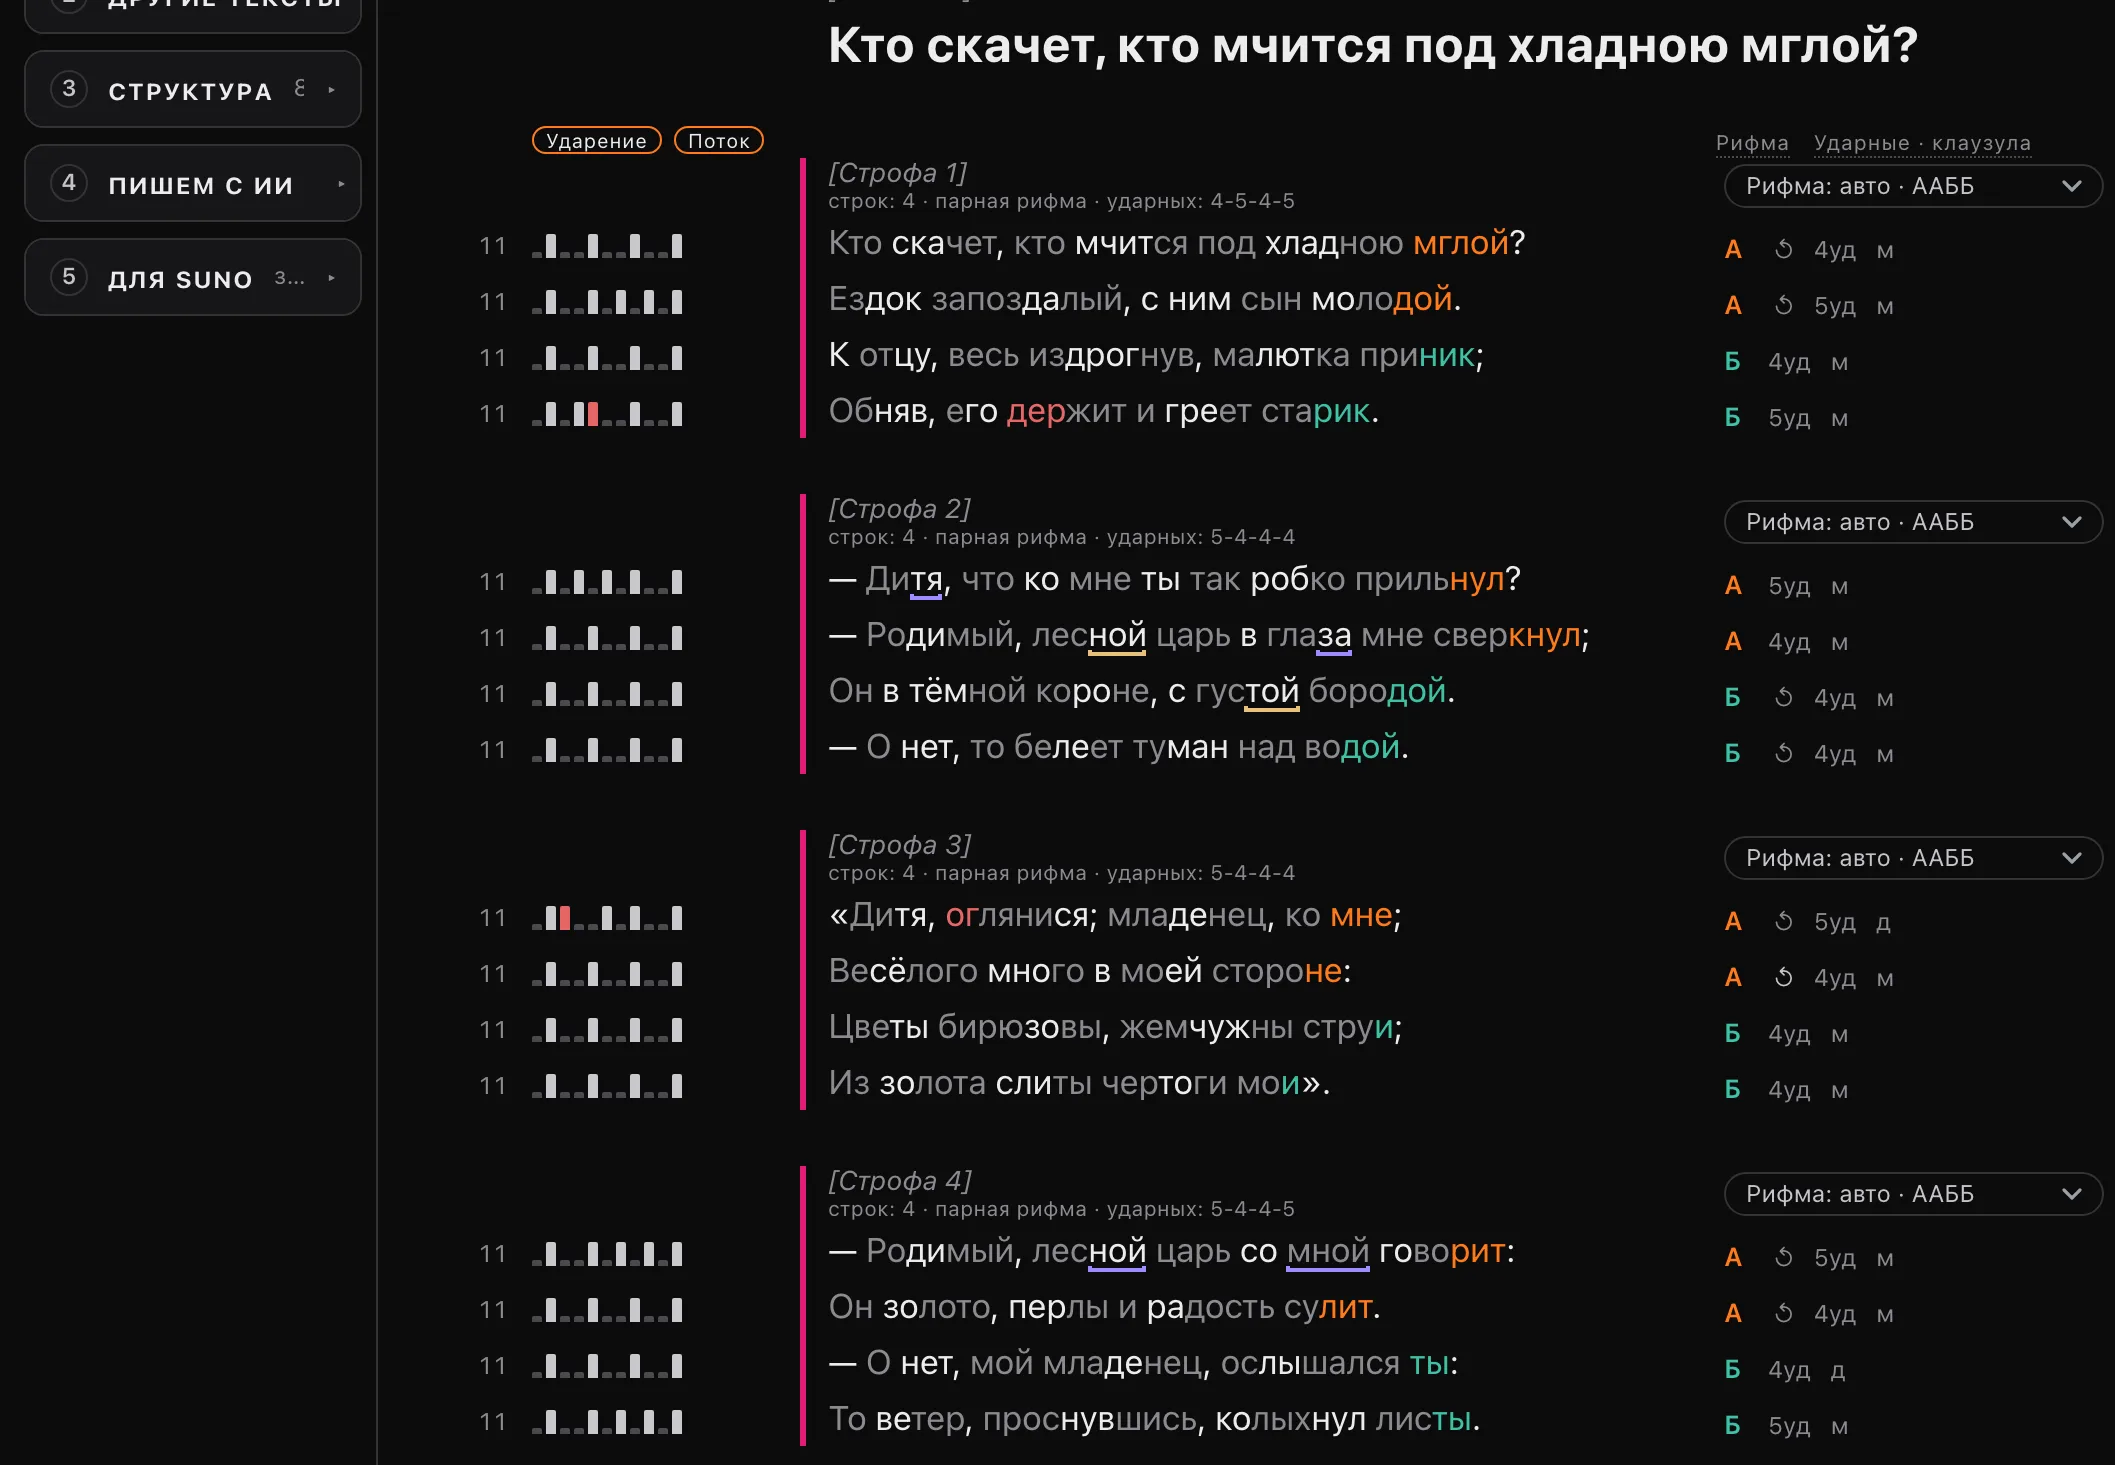 ДРУГИЕ ТЕКСТЫ
3 СТРУКТУРА 8
4 ПИШЕМ С ИИ
5 ДЛЯ SUNO з...
Кто скачет, кто мчится под хладною мглой?
Ударение Поток
Рифма Ударные · клаузула
[Строфа 1]
Рифма: авто · ААББ
строк: 4 · парная рифма · ударных: 4-5-4-5
11 Кто скачет, кто мчится под хладною мглой? А 4уд м
11 Ездок запоздалый, с ним сын молодой. А 5уд м
11 К отцу, весь издрогнув, малютка приник; Б 4уд м
11 Обняв, его держит и греет старик. Б 5уд м
[Строфа 2]
Рифма: авто · ААББ
строк: 4 · парная рифма · ударных: 5-4-4-4
11 — Дитя, что ко мне ты так робко прильнул? А 5уд м
11 — Родимый, лесной царь в глаза мне сверкнул; А 4уд м
11 Он в тёмной короне, с густой бородой. Б 4уд м
11 — О нет, то белеет туман над водой. Б 4уд м
[Строфа 3]
Рифма: авто · ААББ
строк: 4 · парная рифма · ударных: 5-4-4-4
11 «Дитя, оглянися; младенец, ко мне; А 5уд д
11 Весёлого много в моей стороне: А 4уд м
11 Цветы бирюзовы, жемчужны струи; Б 4уд м
11 Из золота слиты чертоги мои». Б 4уд м
[Строфа 4]
Рифма: авто · ААББ
строк: 4 · парная рифма · ударных: 5-4-4-5
11 — Родимый, лесной царь со мной говорит: А 5уд м
11 Он золото, перлы и радость сулит. А 4уд м
11 — О нет, мой младенец, ослышался ты: Б 4уд д
11 То ветер, проснувшись, колыхнул листы. Б 5уд м